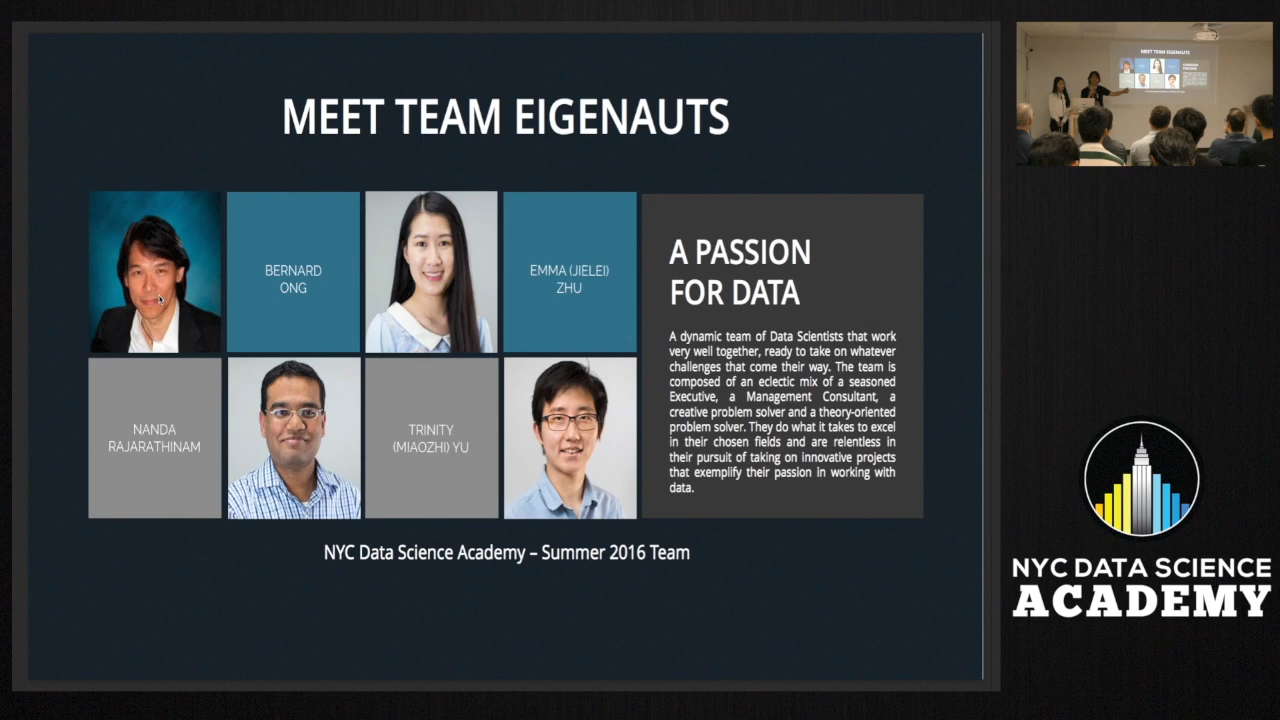 MEET TEAM EIGENAUTS
BERNARD
ONG
EMMA (JIELEI)
ZHU
NANDA
RAJARATHINAM
TRINITY
(MIAOZHI) YU
A PASSION
FOR DATA
A dynamic team of Data Scientists that work
very well together, ready to take on whatever
challenges that come their way. The team is
composed of an eclectic mix of a seasoned
Executive, a Management Consultant, a
creative problem solver and a theory-oriented
problem solver. They do what it takes to excel
in their chosen fields and are relentless in
their pursuit of taking on innovative projects
that exemplify their passion in working with
data.
NYC Data Science Academy – Summer 2016 Team
MEET TEAM EIGENAUTS
NYC DATA SCIENCE
ACADEMY